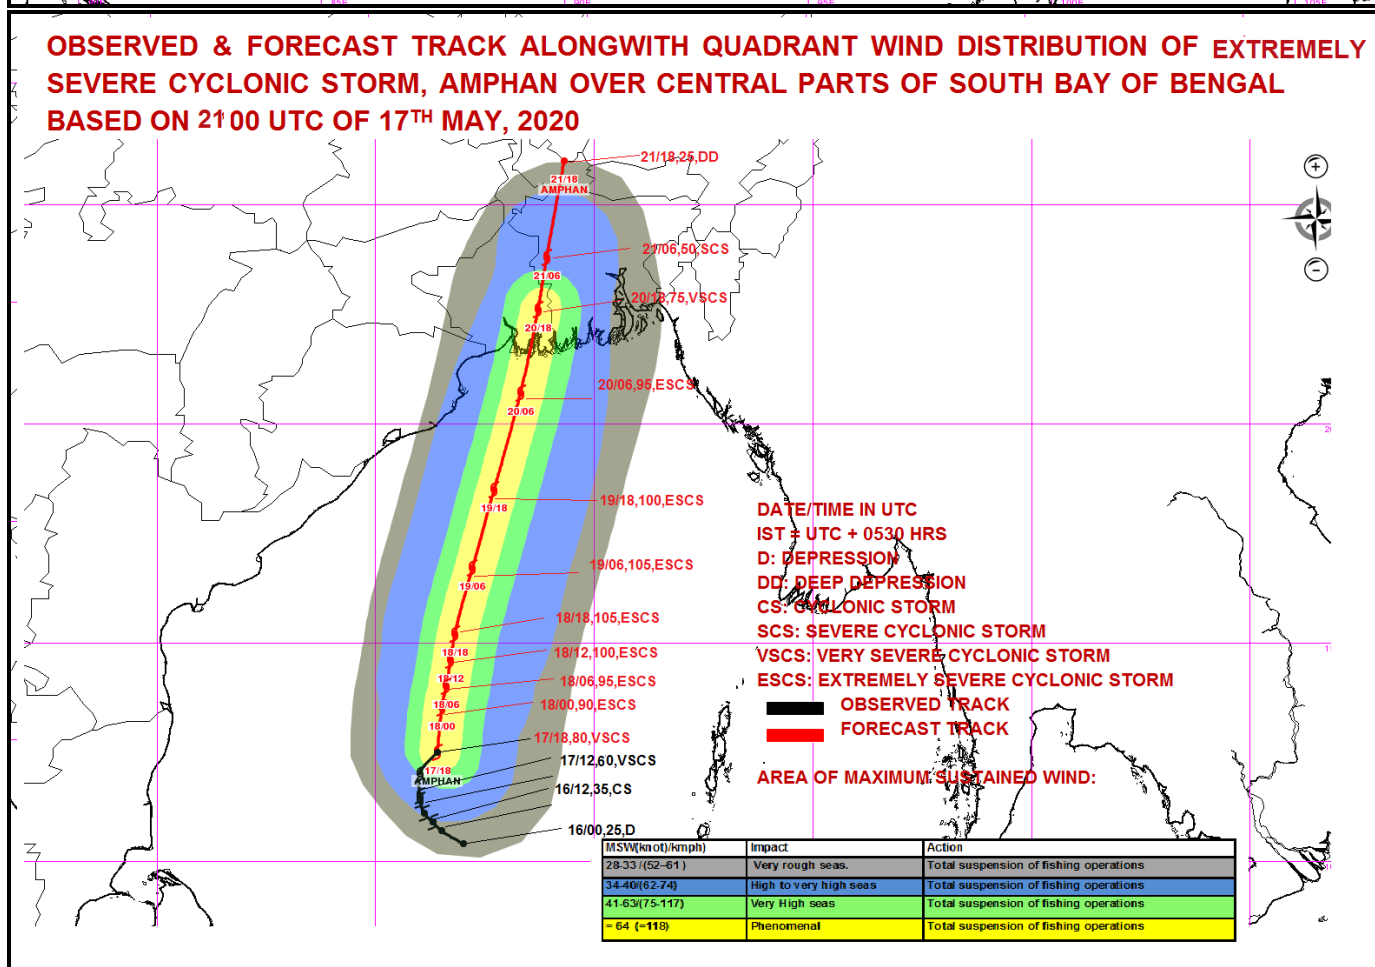 85E 90E 95E 100E 105E
OBSERVED & FORECAST TRACK ALONGWITH QUADRANT WIND DISTRIBUTION OF EXTREMELY
SEVERE CYCLONIC STORM, AMPHAN OVER CENTRAL PARTS OF SOUTH BAY OF BENGAL
BASED ON 2100 UTC OF 17TH MAY, 2020
21/18,25,DD
21/18
AMPHAN
21/06,50,SCS
21/06
20/18,75,VSCS
20/18
20/06,95,ESCS
20/06
19/18,100,ESCS
19/18
19/06,105,ESCS
19/06
18/18,105,ESCS
18/18
18/12,100,ESCS
18/12
18/06,95,ESCS
18/06
18/00,90,ESCS
18/00
17/18,80,VSCS
17/18
AMPHAN
17/12,60,VSCS
16/12,35,CS
16/00,25,D
DATE/TIME IN UTC
IST = UTC + 0530 HRS
D: DEPRESSION
DD: DEEP DEPRESSION
CS: CYCLONIC STORM
SCS: SEVERE CYCLONIC STORM
VSCS: VERY SEVERE CYCLONIC STORM
ESCS: EXTREMELY SEVERE CYCLONIC STORM
OBSERVED TRACK
FORECAST TRACK
AREA OF MAXIMUM SUSTAINED WIND:
MSW(knot)/kmph) Impact Action
28-33 /(52–61 ) Very rough seas. Total suspension of fishing operations
34-40/(62-74) High to very high seas Total suspension of fishing operations
41-63/(75-117) Very High seas Total suspension of fishing operations
= 64 (=118) Phenomenal Total suspension of fishing operations